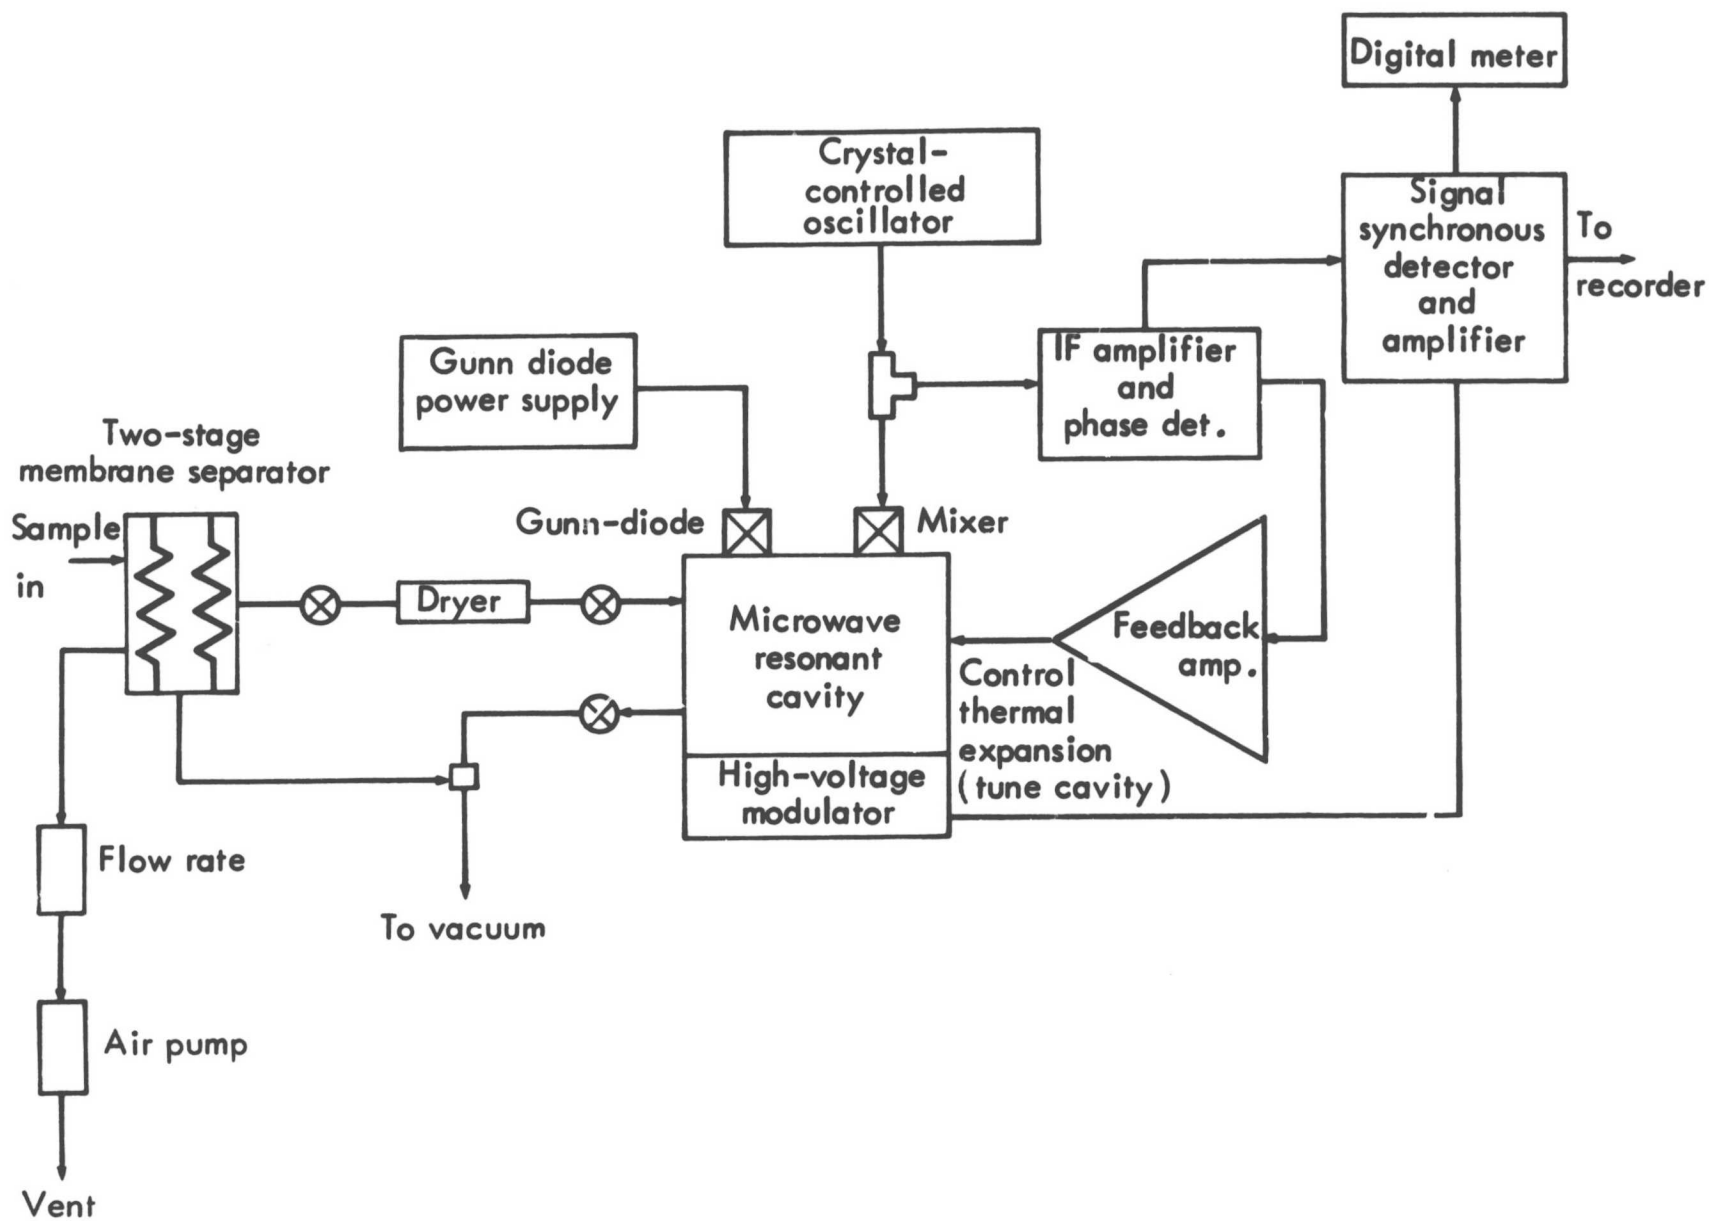 Digital meter
Crystal-
controlled
oscillator
Signal
synchronous
detector
and
amplifier
To
recorder
Gunn diode
power supply
IF amplifier
and
phase det.
Two-stage
membrane separator
Sample
in
Gunn-diode
Mixer
Dryer
Microwave
resonant
cavity
Feedback
amp.
Control
thermal
expansion
(tune cavity)
High-voltage
modulator
Flow rate
To vacuum
Air pump
Vent